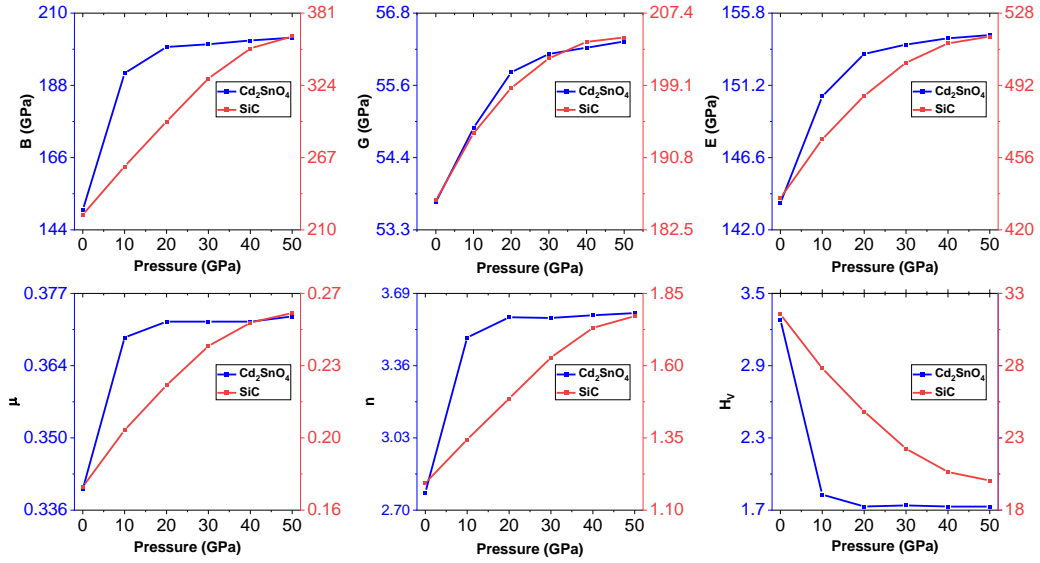 210
188
166
144
B (GPa)
381
324
267
210
Cd₂SnO₄
SiC
0 10 20 30 40 50
Pressure (GPa)
56.8
55.6
54.4
53.3
G (GPa)
207.4
199.1
190.8
182.5
Cd₂SnO₄
SiC
0 10 20 30 40 50
Pressure (GPa)
155.8
151.2
146.6
142.0
E (GPa)
528
492
456
420
Cd₂SnO₄
SiC
0 10 20 30 40 50
Pressure (GPa)
0.377
0.364
0.350
0.336
μ
0.27
0.23
0.20
0.16
Cd₂SnO₄
SiC
0 10 20 30 40 50
Pressure (GPa)
3.69
3.36
3.03
2.70
n
1.85
1.60
1.35
1.10
Cd₂SnO₄
SiC
0 10 20 30 40 50
Pressure (GPa)
3.5
2.9
2.3
1.7
Hᵥ
33
28
23
18
Cd₂SnO₄
SiC
0 10 20 30 40 50
Pressure (GPa)